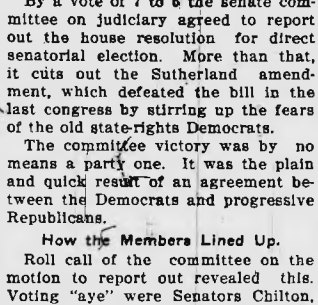 By a vote of 7 to 6 the senate com-
mittee on judiciary agreed to report
out the house resolution for direct
senatorial election. More than that,
it cuts out the Sutherland amend-
ment, which defeated the bill in the
last congress by stirring up the fears
of the old state-rights Democrats.
The committee victory was by no
means a party one. It was the plain
and quick result of an agreement be-
tween the Democrats and progressive
Republicans.
How the Members Lined Up.
Roll call of the committee on the
motion to report out revealed this.
Voting "aye" were Senators Chilton,